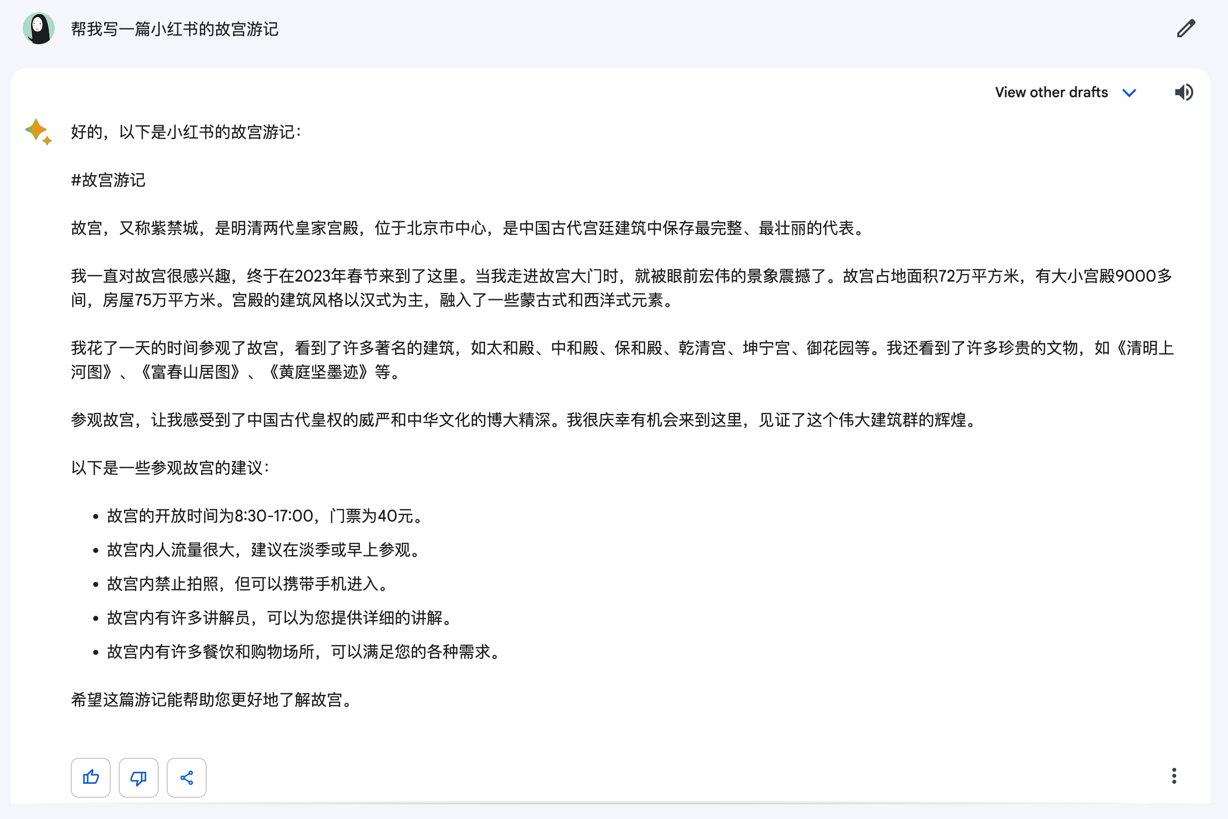 帮我写一篇小红书的故宫游记
View other drafts
好的，以下是小红书的故宫游记：
#故宫游记
故宫，又称紫禁城，是明清两代皇家宫殿，位于北京市中心，是中国古代宫廷建筑中保存最完整、最壮丽的代表。
我一直对故宫很感兴趣，终于在2023年春节来到了这里。当我走进故宫大门时，就被眼前宏伟的景象震撼了。故宫占地面积72万平方米，有大小宫殿9000多
间，房屋75万平方米。宫殿的建筑风格以汉式为主，融入了一些蒙古式和西洋式元素。
我花了一天的时间参观了故宫，看到了许多著名的建筑，如太和殿、中和殿、保和殿、乾清宫、坤宁宫、御花园等。我还看到了许多珍贵的文物，如《清明上
河图》、《富春山居图》、《黄庭坚墨迹》等。
参观故宫，让我感受到了中国古代皇权的威严和中华文化的博大精深。我很庆幸有机会来到这里，见证了这个伟大建筑群的辉煌。
以下是一些参观故宫的建议：
• 故宫的开放时间为8:30-17:00，门票为40元。
• 故宫内人流量很大，建议在淡季或早上参观。
• 故宫内禁止拍照，但可以携带手机进入。
• 故宫内有许多讲解员，可以为您提供详细的讲解。
• 故宫内有许多餐饮和购物场所，可以满足您的各种需求。
希望这篇游记能帮助您更好地了解故宫。